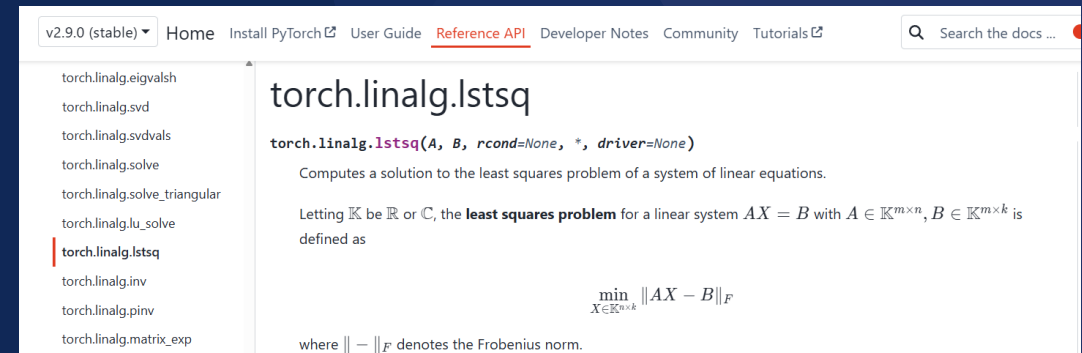 v2.9.0 (stable) Home Install PyTorch User Guide Reference API Developer Notes Community Tutorials Search the docs ...
torch.linalg.eigvalsh
torch.linalg.svd
torch.linalg.svdvals
torch.linalg.solve
torch.linalg.solve_triangular
torch.linalg.lu_solve
torch.linalg.lstsq
torch.linalg.inv
torch.linalg.pinv
torch.linalg.matrix_exp
torch.linalg.lstsq
torch.linalg.lstsq(A, B, rcond=None, *, driver=None)
Computes a solution to the least squares problem of a system of linear equations.
Letting 𝕂 be ℝ or ℂ, the least squares problem for a linear system AX = B with A ∈ 𝕂^{m×n}, B ∈ 𝕂^{m×k} is
defined as
min_{X∈𝕂^{n×k}} ‖AX − B‖_F
where ‖ − ‖_F denotes the Frobenius norm.